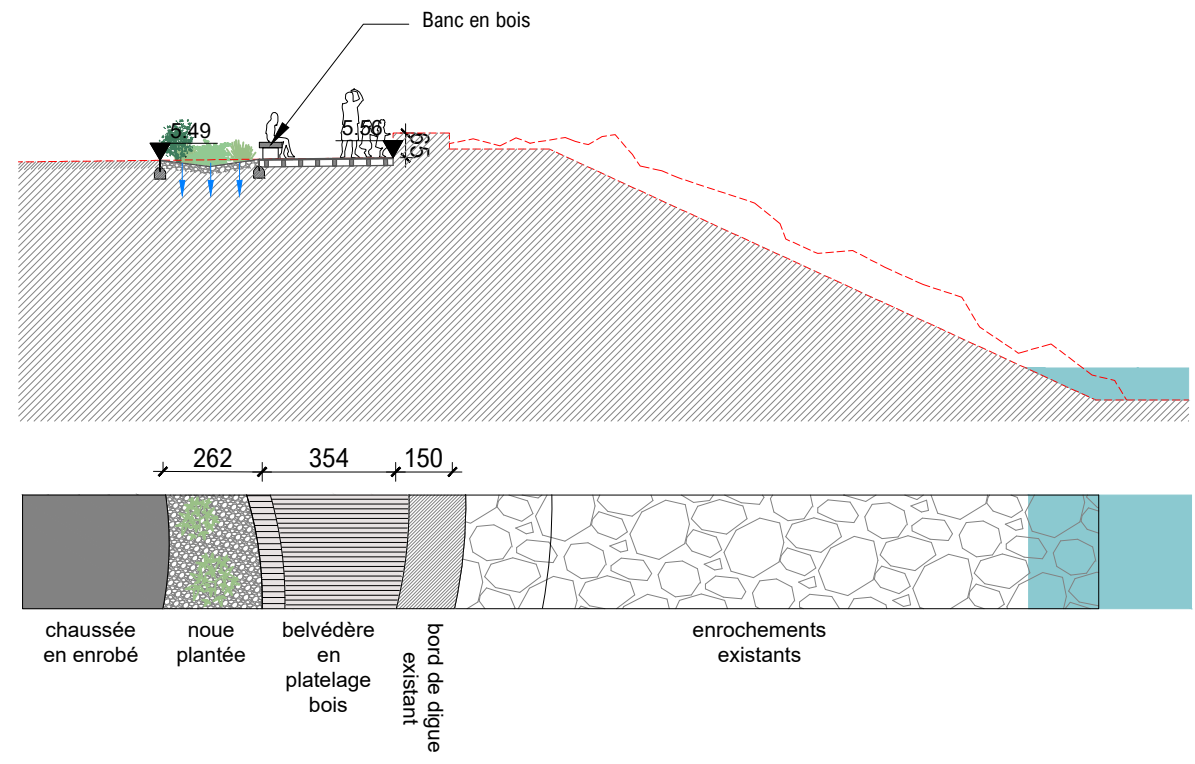 Banc en bois
5.49
5.56
65
262
354
150
chaussée
en enrobé
noue
plantée
belvédère
en
platelage
bois
bord de digue
existant
enrochements
existants